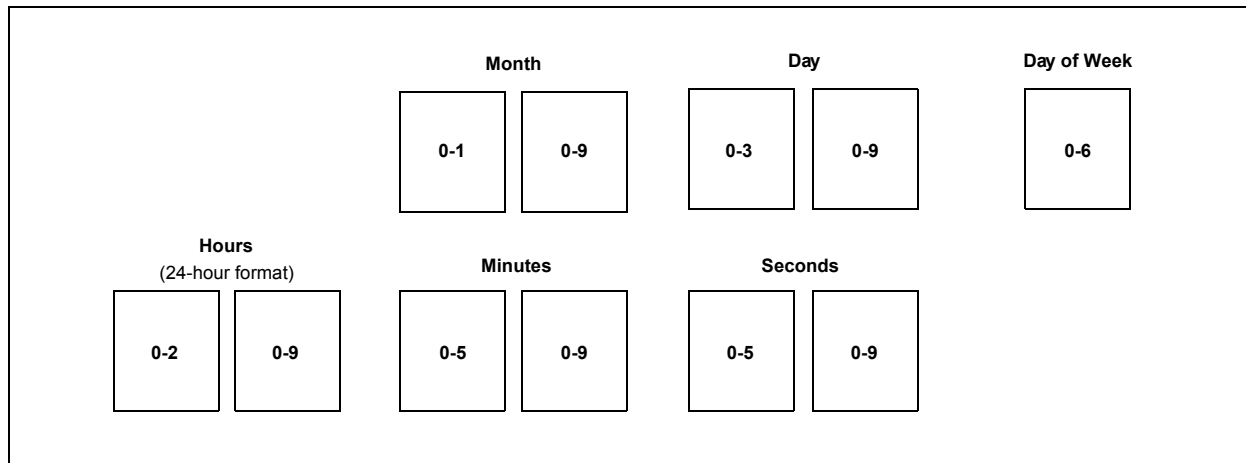 Month
Day
Day of Week
0-1
0-9
0-3
0-9
0-6
Hours
(24-hour format)
Minutes
Seconds
0-2
0-9
0-5
0-9
0-5
0-9